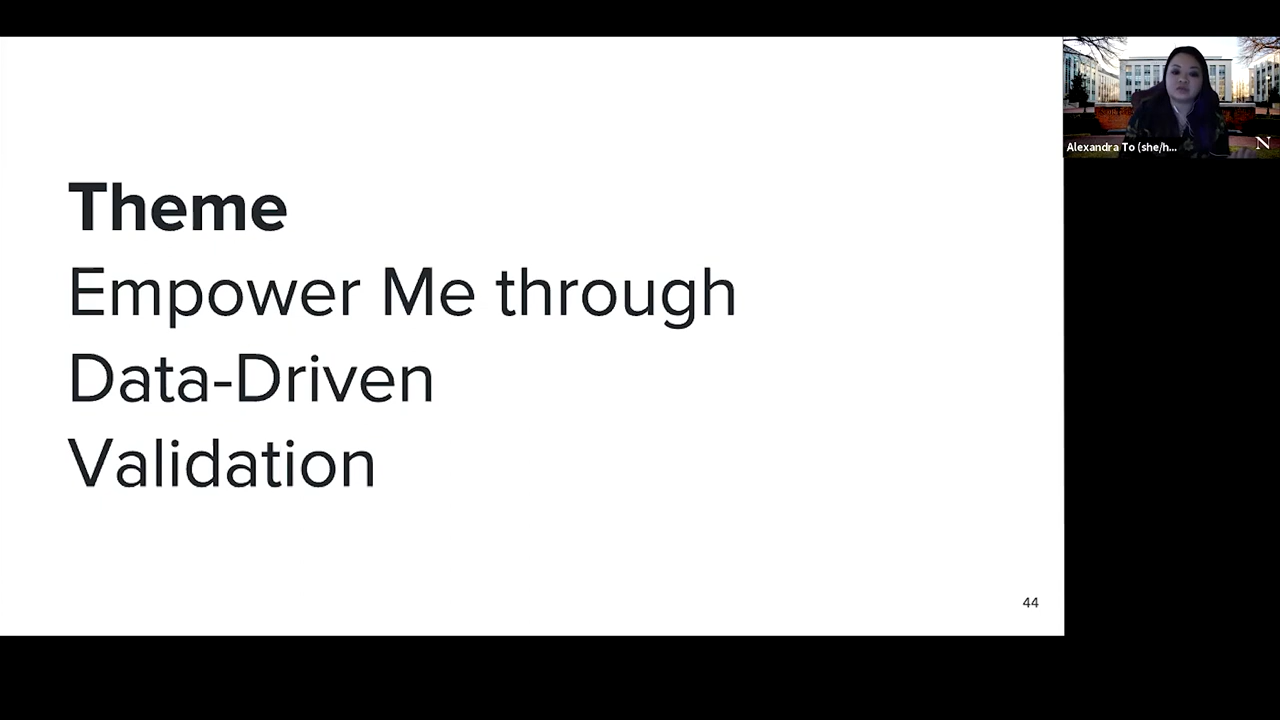 Theme
Empower Me through
Data-Driven
Validation
44
Alexandra To (she/h...
N